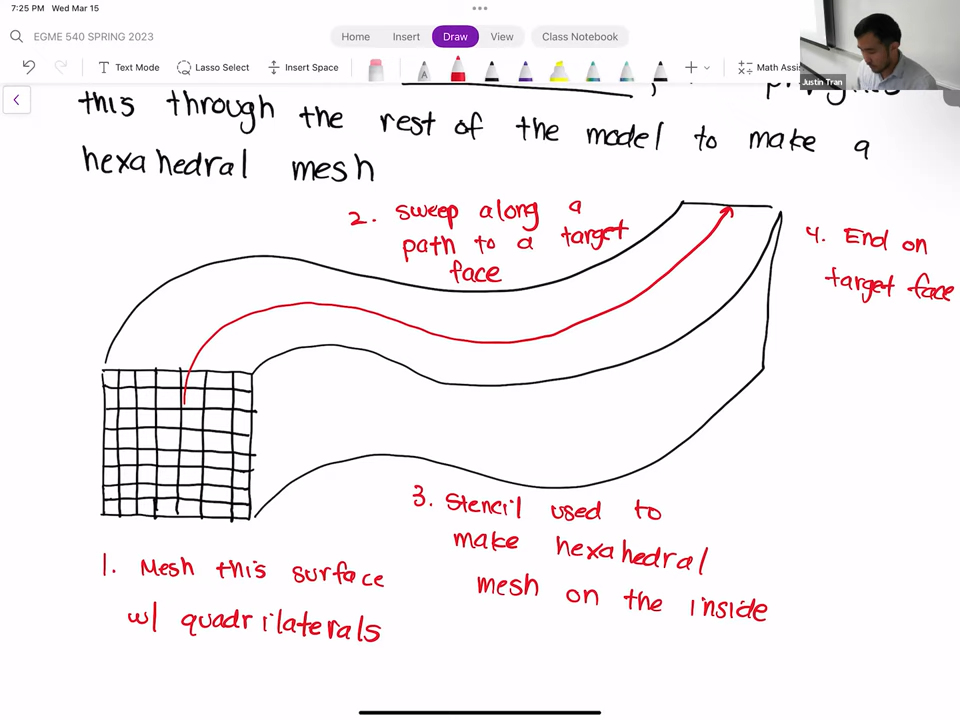 7:25 PM Wed Mar 15
EGME 540 SPRING 2023
Home Insert Draw View Class Notebook
Text Mode Lasso Select Insert Space Math Assis
Justin Tran
this through the rest of the model to make a
hexahedral mesh
2. Sweep along a
path to a target
face
4. End on
target face
3. Stencil used to
make hexahedral
mesh on the inside
1. Mesh this surface
w/ quadrilaterals